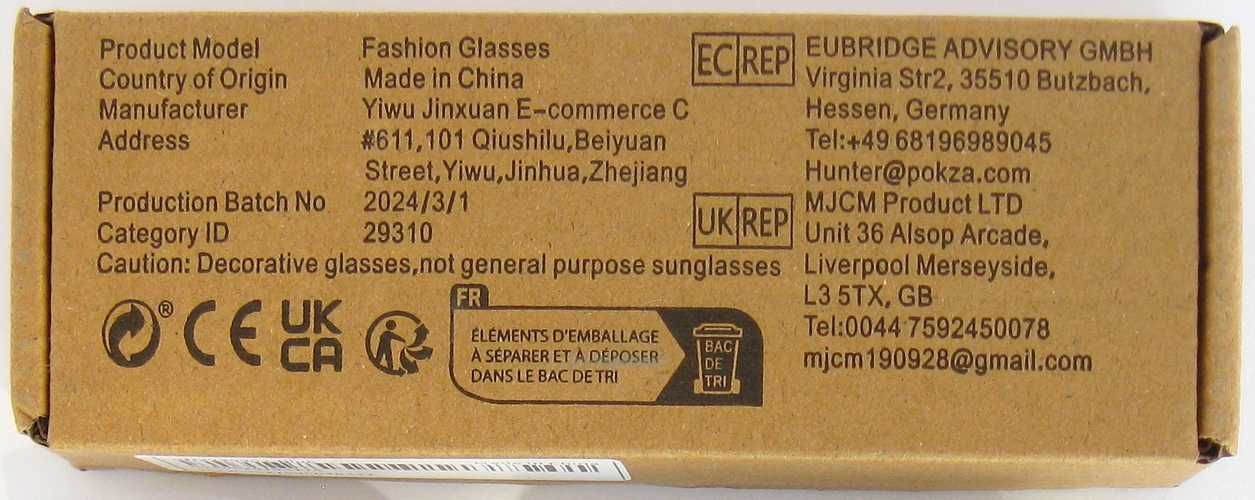 Product Model Fashion Glasses
Country of Origin Made in China
Manufacturer Yiwu Jinxuan E-commerce C
Address #611,101 Qiushilu,Beiyuan
Street,Yiwu,Jinhua,Zhejiang
Production Batch No 2024/3/1
Category ID 29310
Caution: Decorative glasses,not general purpose sunglasses
® CE UK
CA
FR
ÉLÉMENTS D'EMBALLAGE
À SÉPARER ET À DÉPOSER
DANS LE BAC DE TRI
BAC
DE
TRI
EC REP
EUBRIDGE ADVISORY GMBH
Virginia Str2, 35510 Butzbach,
Hessen, Germany
Tel:+49 68196989045
Hunter@pokza.com
UK REP
MJCM Product LTD
Unit 36 Alsop Arcade,
Liverpool Merseyside,
L3 5TX, GB
Tel:0044 7592450078
mjcm190928@gmail.com